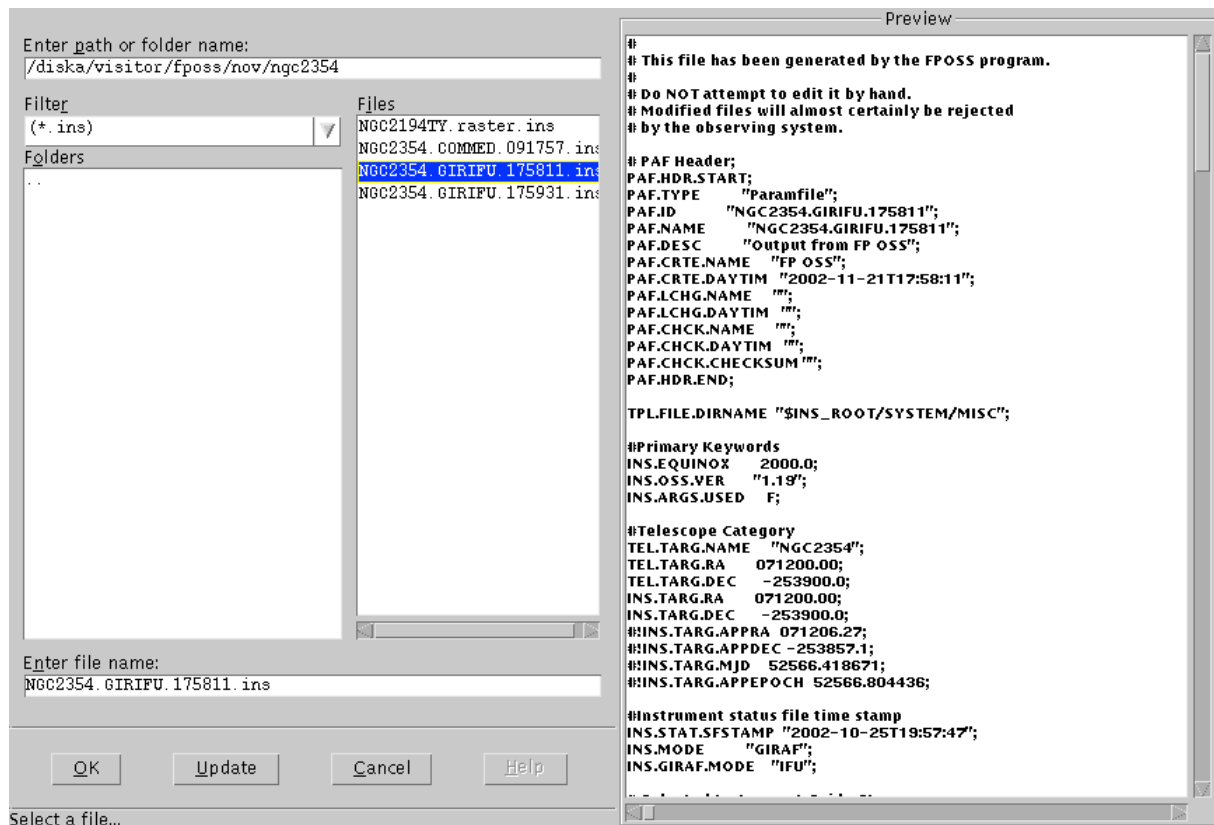 Enter path or folder name:
/diska/visitor/fposs/nov/ngc2354
Filter
(*.ins)
Folders
..
Files
NGC2194TY.raster.ins
NGC2354.COMMED.091757.ins
NGC2354.GIRIFU.175811.ins
NGC2354.GIRIFU.175931.ins
Enter file name:
NGC2354.GIRIFU.175811.ins
OK
Update
Cancel
Help
Select a file...
Preview
#
# This file has been generated by the FPOSS program.
#
# Do NOT attempt to edit it by hand.
# Modified files will almost certainly be rejected
# by the observing system.
# PAF Header;
PAF.HDR.START;
PAF.TYPE "Paramfile";
PAF.ID "NGC2354.GIRIFU.175811";
PAF.NAME "NGC2354.GIRIFU.175811";
PAF.DESC "Output from FP OSS";
PAF.CRTE.NAME "FP OSS";
PAF.CRTE.DAYTIM "2002-11-21T17:58:11";
PAF.LCHG.NAME "";
PAF.LCHG.DAYTIM "";
PAF.CHCK.NAME "";
PAF.CHCK.DAYTIM "";
PAF.CHCK.CHECKSUM "";
PAF.HDR.END;
TPL.FILE.DIRNAME "$INS_ROOT/SYSTEM/MISC";
#Primary Keywords
INS.EQUINOX 2000.0;
INS.OSS.VER "1.19";
INS.ARGS.USED F;
#Telescope Category
TEL.TARG.NAME "NGC2354";
TEL.TARG.RA 071200.00;
TEL.TARG.DEC -253900.0;
INS.TARG.RA 071200.00;
INS.TARG.DEC -253900.0;
#!INS.TARG.APPRA 071206.27;
#!INS.TARG.APPDEC -253857.1;
#!INS.TARG.MJD 52566.418671;
#!INS.TARG.APPEPOCH 52566.804436;
#Instrument status file time stamp
INS.STAT.SFSTAMP "2002-10-25T19:57:47";
INS.MODE "GIRAF";
INS.GIRAF.MODE "IFU";